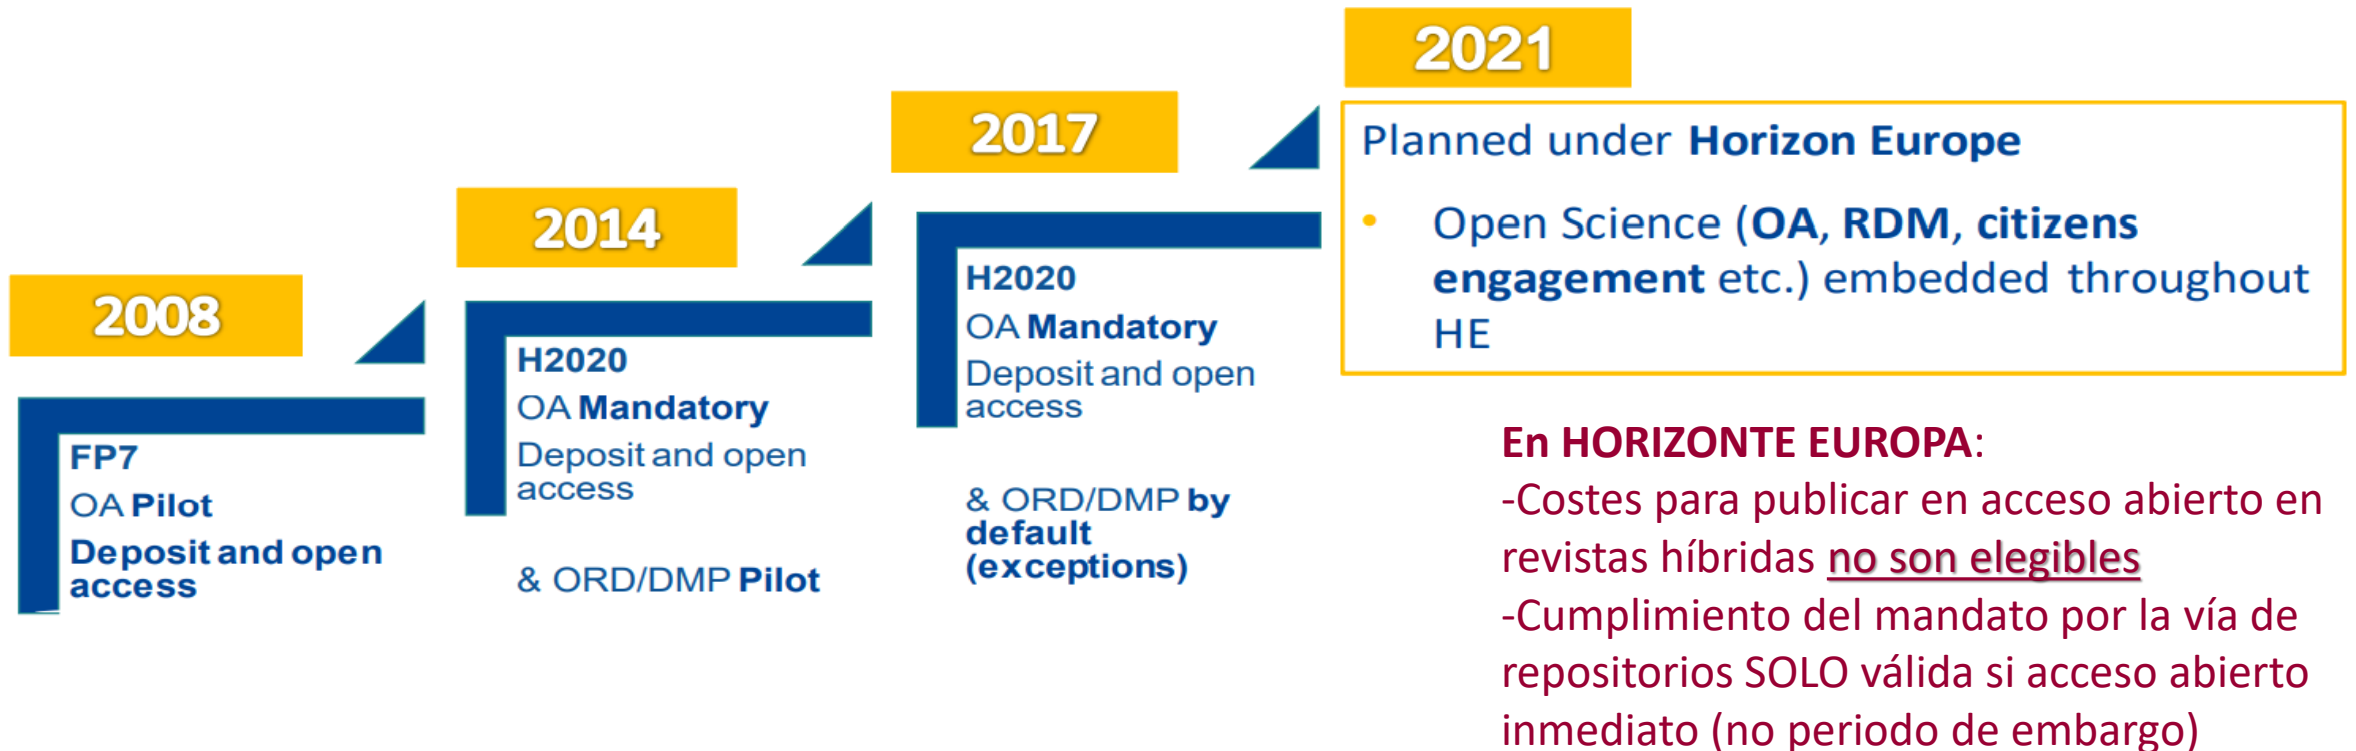 2008
FP7
OA Pilot
Deposit and open
access
2014
H2020
OA Mandatory
Deposit and open
access
& ORD/DMP Pilot
2017
H2020
OA Mandatory
Deposit and open
access
& ORD/DMP by
default
(exceptions)
2021
Planned under Horizon Europe
• Open Science (OA, RDM, citizens
engagement etc.) embedded throughout
HE
En HORIZONTE EUROPA:
-Costes para publicar en acceso abierto en
revistas híbridas no son elegibles
-Cumplimiento del mandato por la vía de
repositorios SOLO válida si acceso abierto
inmediato (no periodo de embargo)